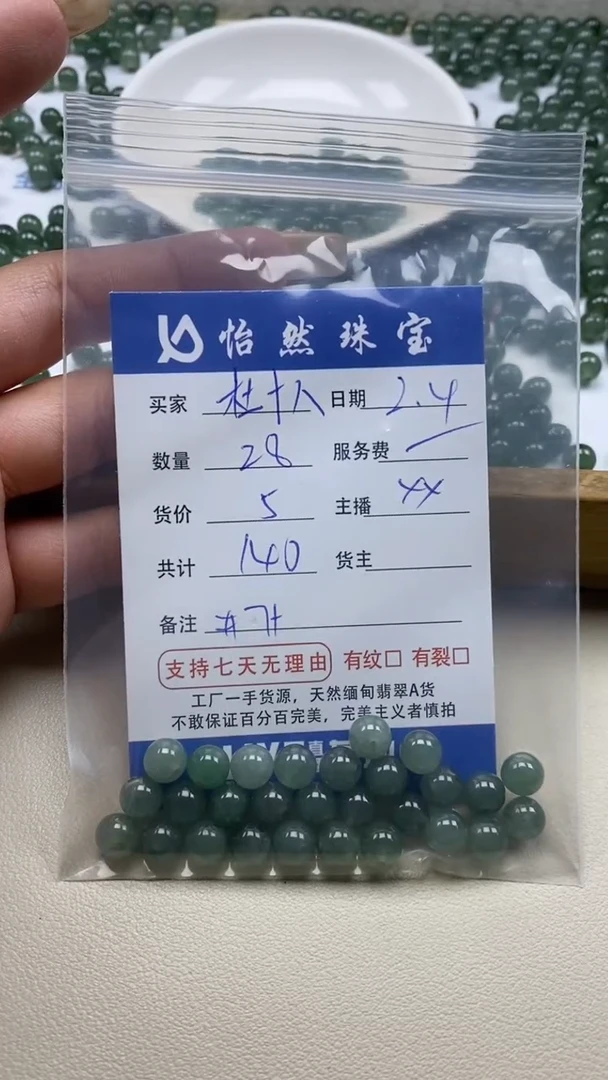 怡然珠宝
买家 杜十八 日期 2.4
数量 28 服务费
货价 5 主播 XX
共计 140 货主
备注
支持七天无理由 有纹□ 有裂□
工厂一手货源，天然缅甸翡翠A货
不敢保证百分百完美，完美主义者慎拍